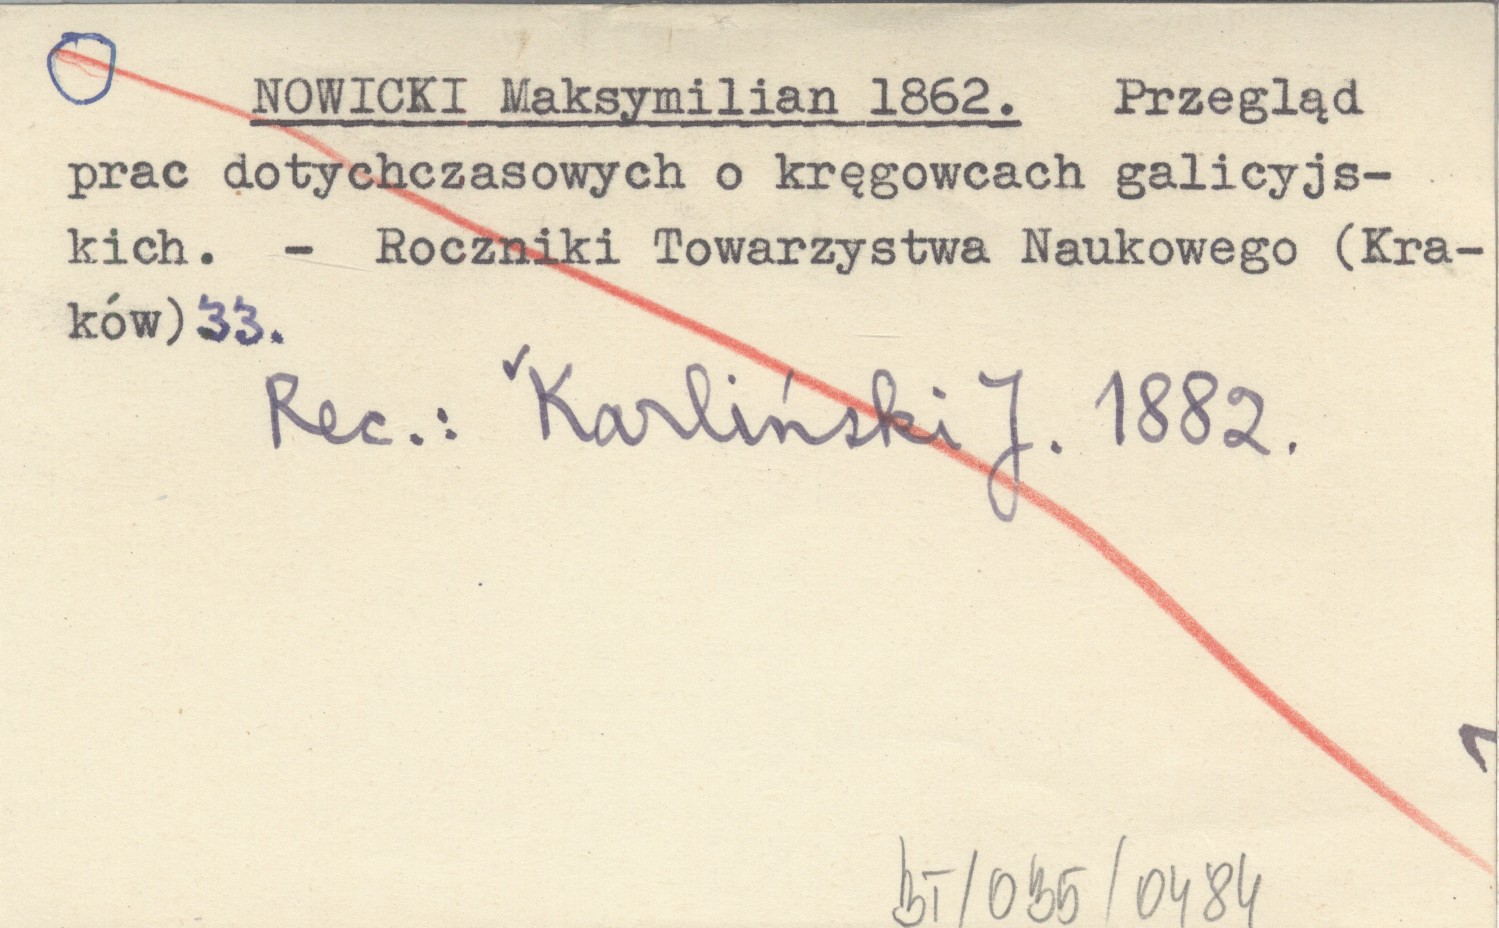 NOWICKI Maksymilian 1862. Przegląd
prac dotychczasowych o kręgowcach galicyjs-
kich. - Roczniki Towarzystwa Naukowego (Kra-
ków) 33.
Rec.: Karliński J. 1882.
BT/035/0484